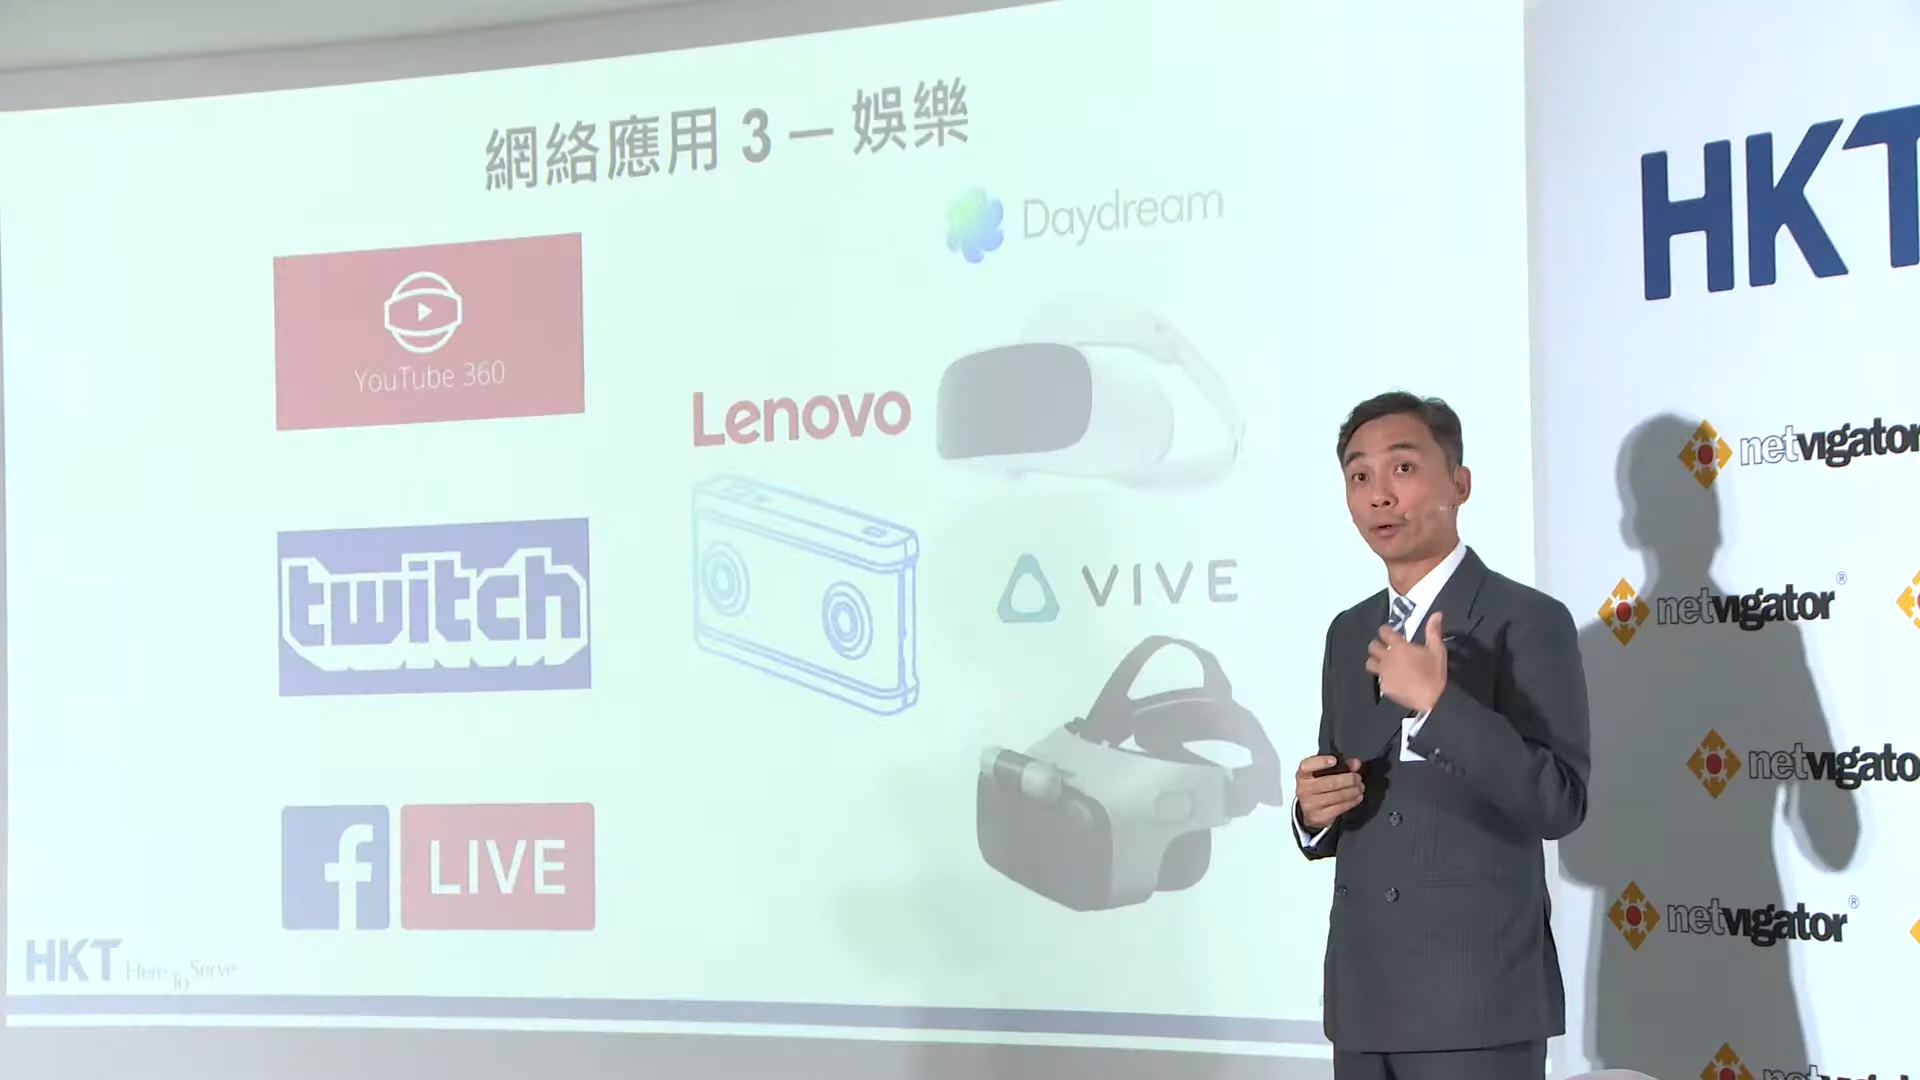 網絡應用 3 – 娛樂
Daydream
YouTube 360
Lenovo
VIVE
twitch
f LIVE
HKT Here To Serve
HKT
netvigator
netvigator®
netvigato
netvigator®